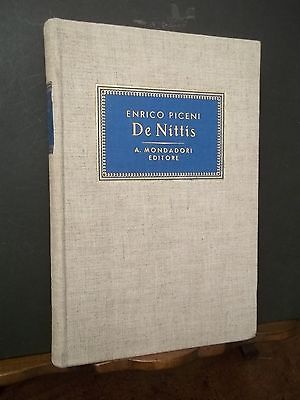 ENRICO PICENI
De Nittis
A. MONDADORI
EDITORE